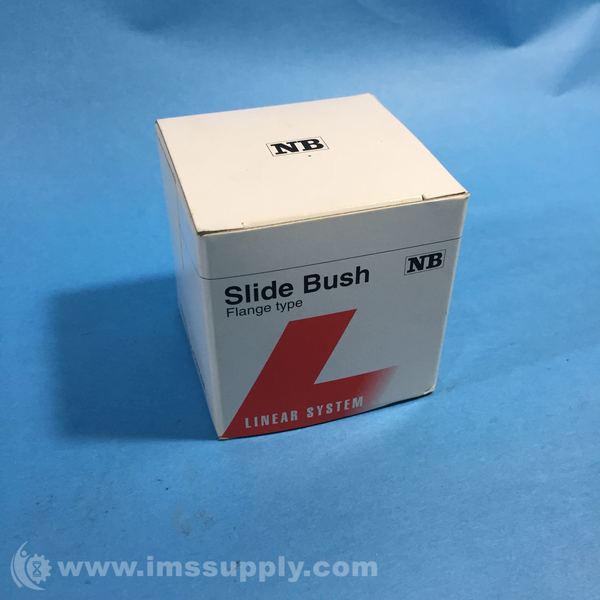 NB
Slide Bush
NB
Flange type
LINEAR SYSTEM
www.imssupply.com